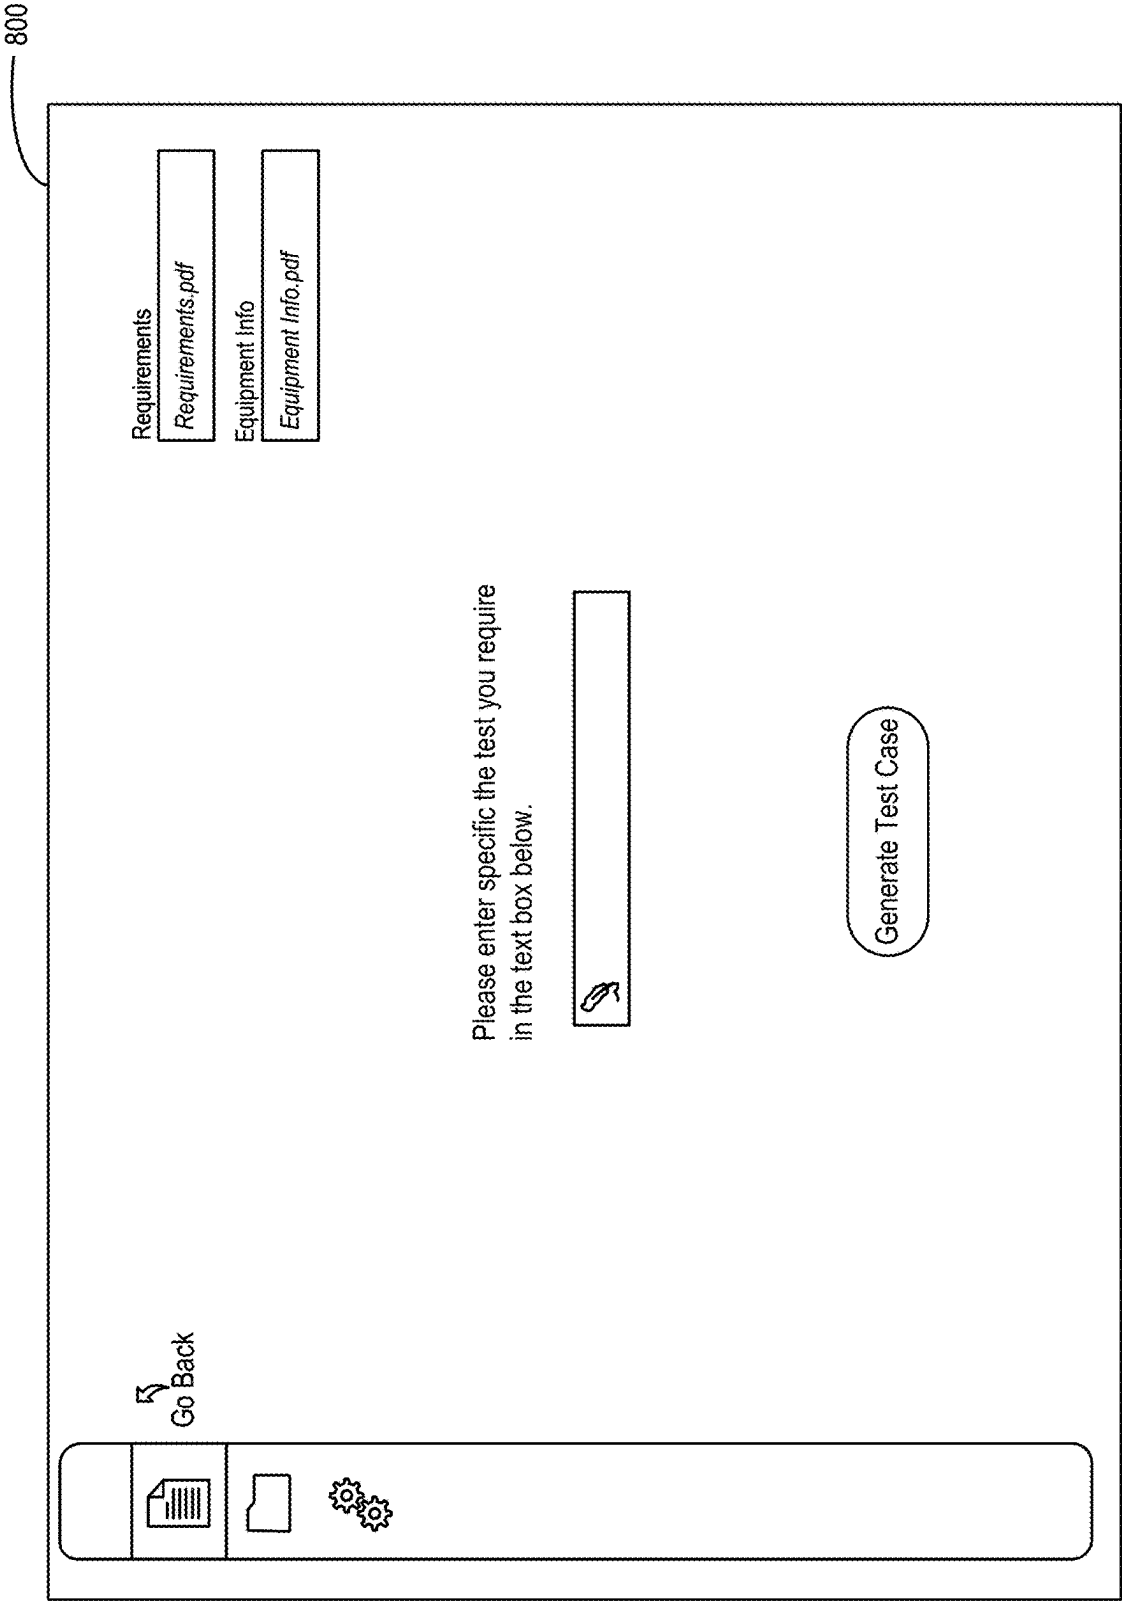 800
Go Back
Requirements
Requirements.pdf
Equipment Info
Equipment Info.pdf
Please enter specific the test you require
in the text box below.
Generate Test Case